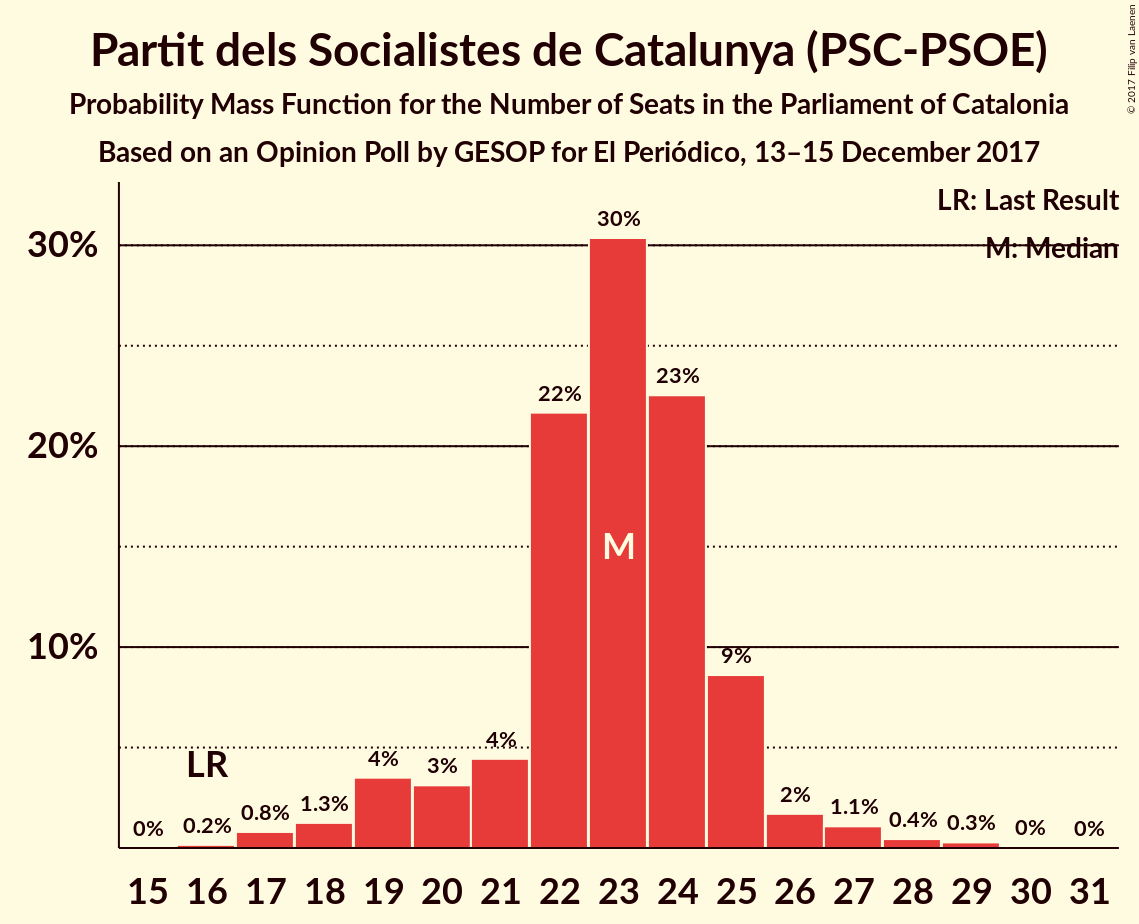 Partit dels Socialistes de Catalunya (PSC-PSOE)
Probability Mass Function for the Number of Seats in the Parliament of Catalonia
Based on an Opinion Poll by GESOP for El Periódico, 13–15 December 2017
© 2017 Filip van Laenen
LR: Last Result
M: Median
30%
20%
10%
0%
0.2%
0.8%
1.3%
4%
3%
4%
22%
30%
23%
9%
2%
1.1%
0.4%
0.3%
0%
0%
LR
M
15 16 17 18 19 20 21 22 23 24 25 26 27 28 29 30 31